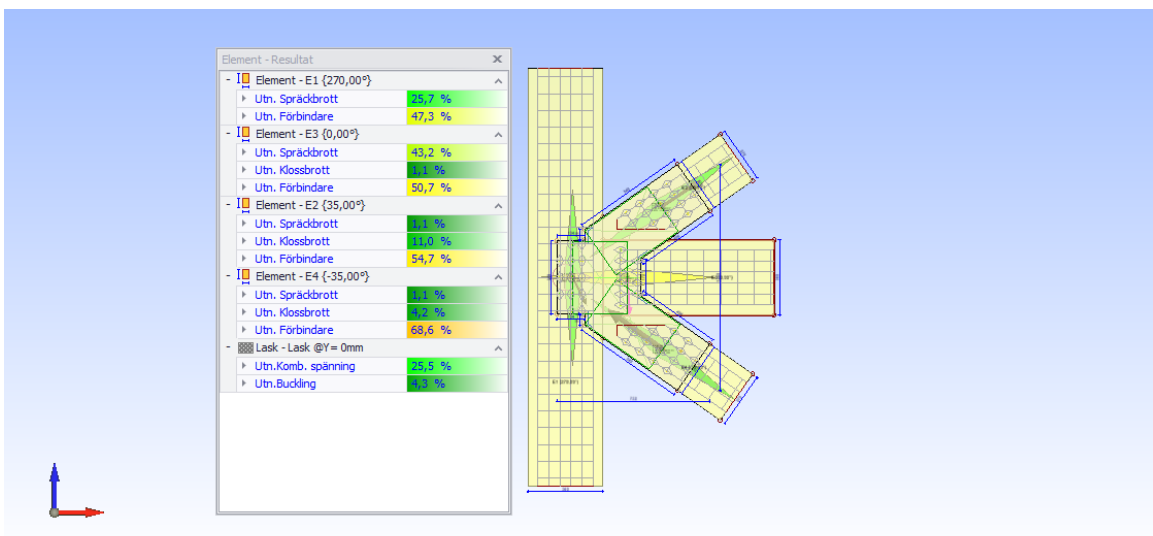 Element - Resultat
Element - E1 {270,00°}
Utn. Spräckbrott 25,7 %
Utn. Förbindare 47,3 %
Element - E3 {0,00°}
Utn. Spräckbrott 43,2 %
Utn. Klossbrott 1,1 %
Utn. Förbindare 50,7 %
Element - E2 {35,00°}
Utn. Spräckbrott 1,1 %
Utn. Klossbrott 11,0 %
Utn. Förbindare 54,7 %
Element - E4 {-35,00°}
Utn. Spräckbrott 1,1 %
Utn. Klossbrott 4,2 %
Utn. Förbindare 68,6 %
Lask - Lask @Y= 0mm
Utn.Komb. spänning 25,5 %
Utn.Buckling 4,3 %